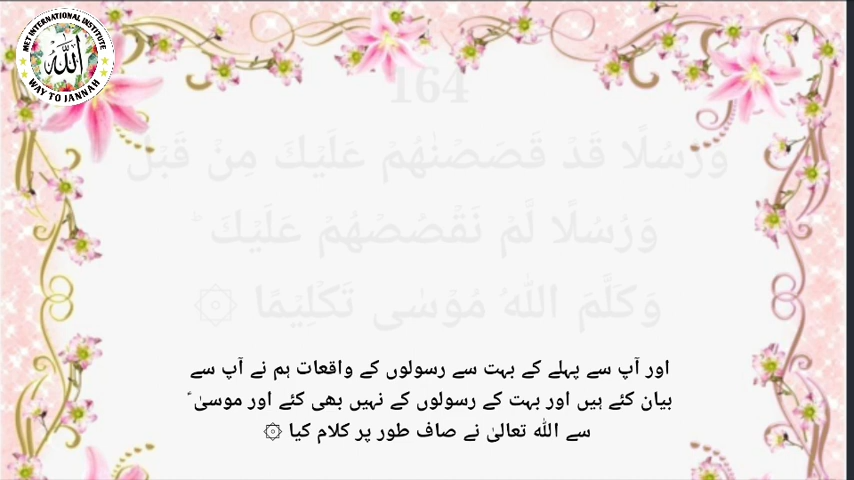 MET INTERNATIONAL INSTITUTE
الله
WAY TO JANNAH
164
وَرُسُلًا قَدْ قَصَصْنٰهُمْ عَلَيْكَ مِنْ قَبْلُ
وَرُسُلًا لَّمْ نَقْصُصْهُمْ عَلَيْكَ ؕ
وَكَلَّمَ اللّٰهُ مُوْسٰى تَكْلِيْمًا ۞
اور آپ سے پہلے کے بہت سے رسولوں کے واقعات ہم نے آپ سے
بیان کئے ہیں اور بہت کے رسولوں کے نہیں بھی کئے اور موسیٰ ؑ
سے اللّٰہ تعالیٰ نے صاف طور پر کلام کیا ۞